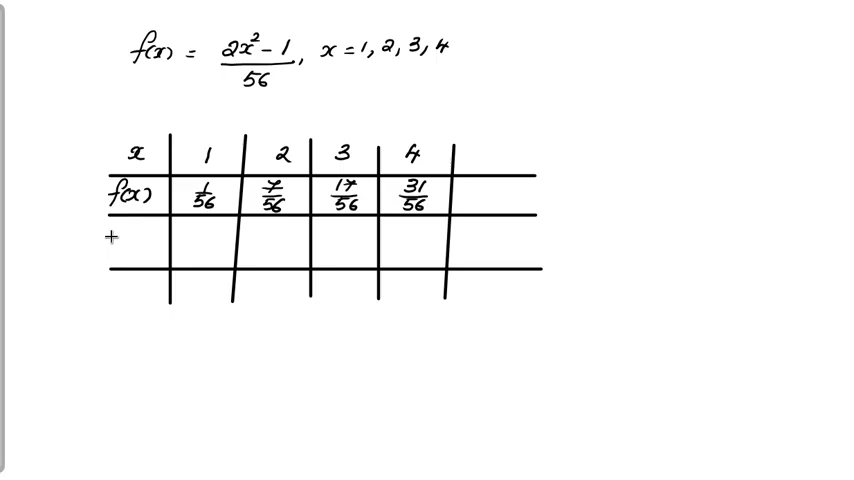 f(x) = 2x² - 1 / 56, x = 1, 2, 3, 4
x 1 2 3 4
f(x) 1/56 7/56 17/56 31/56